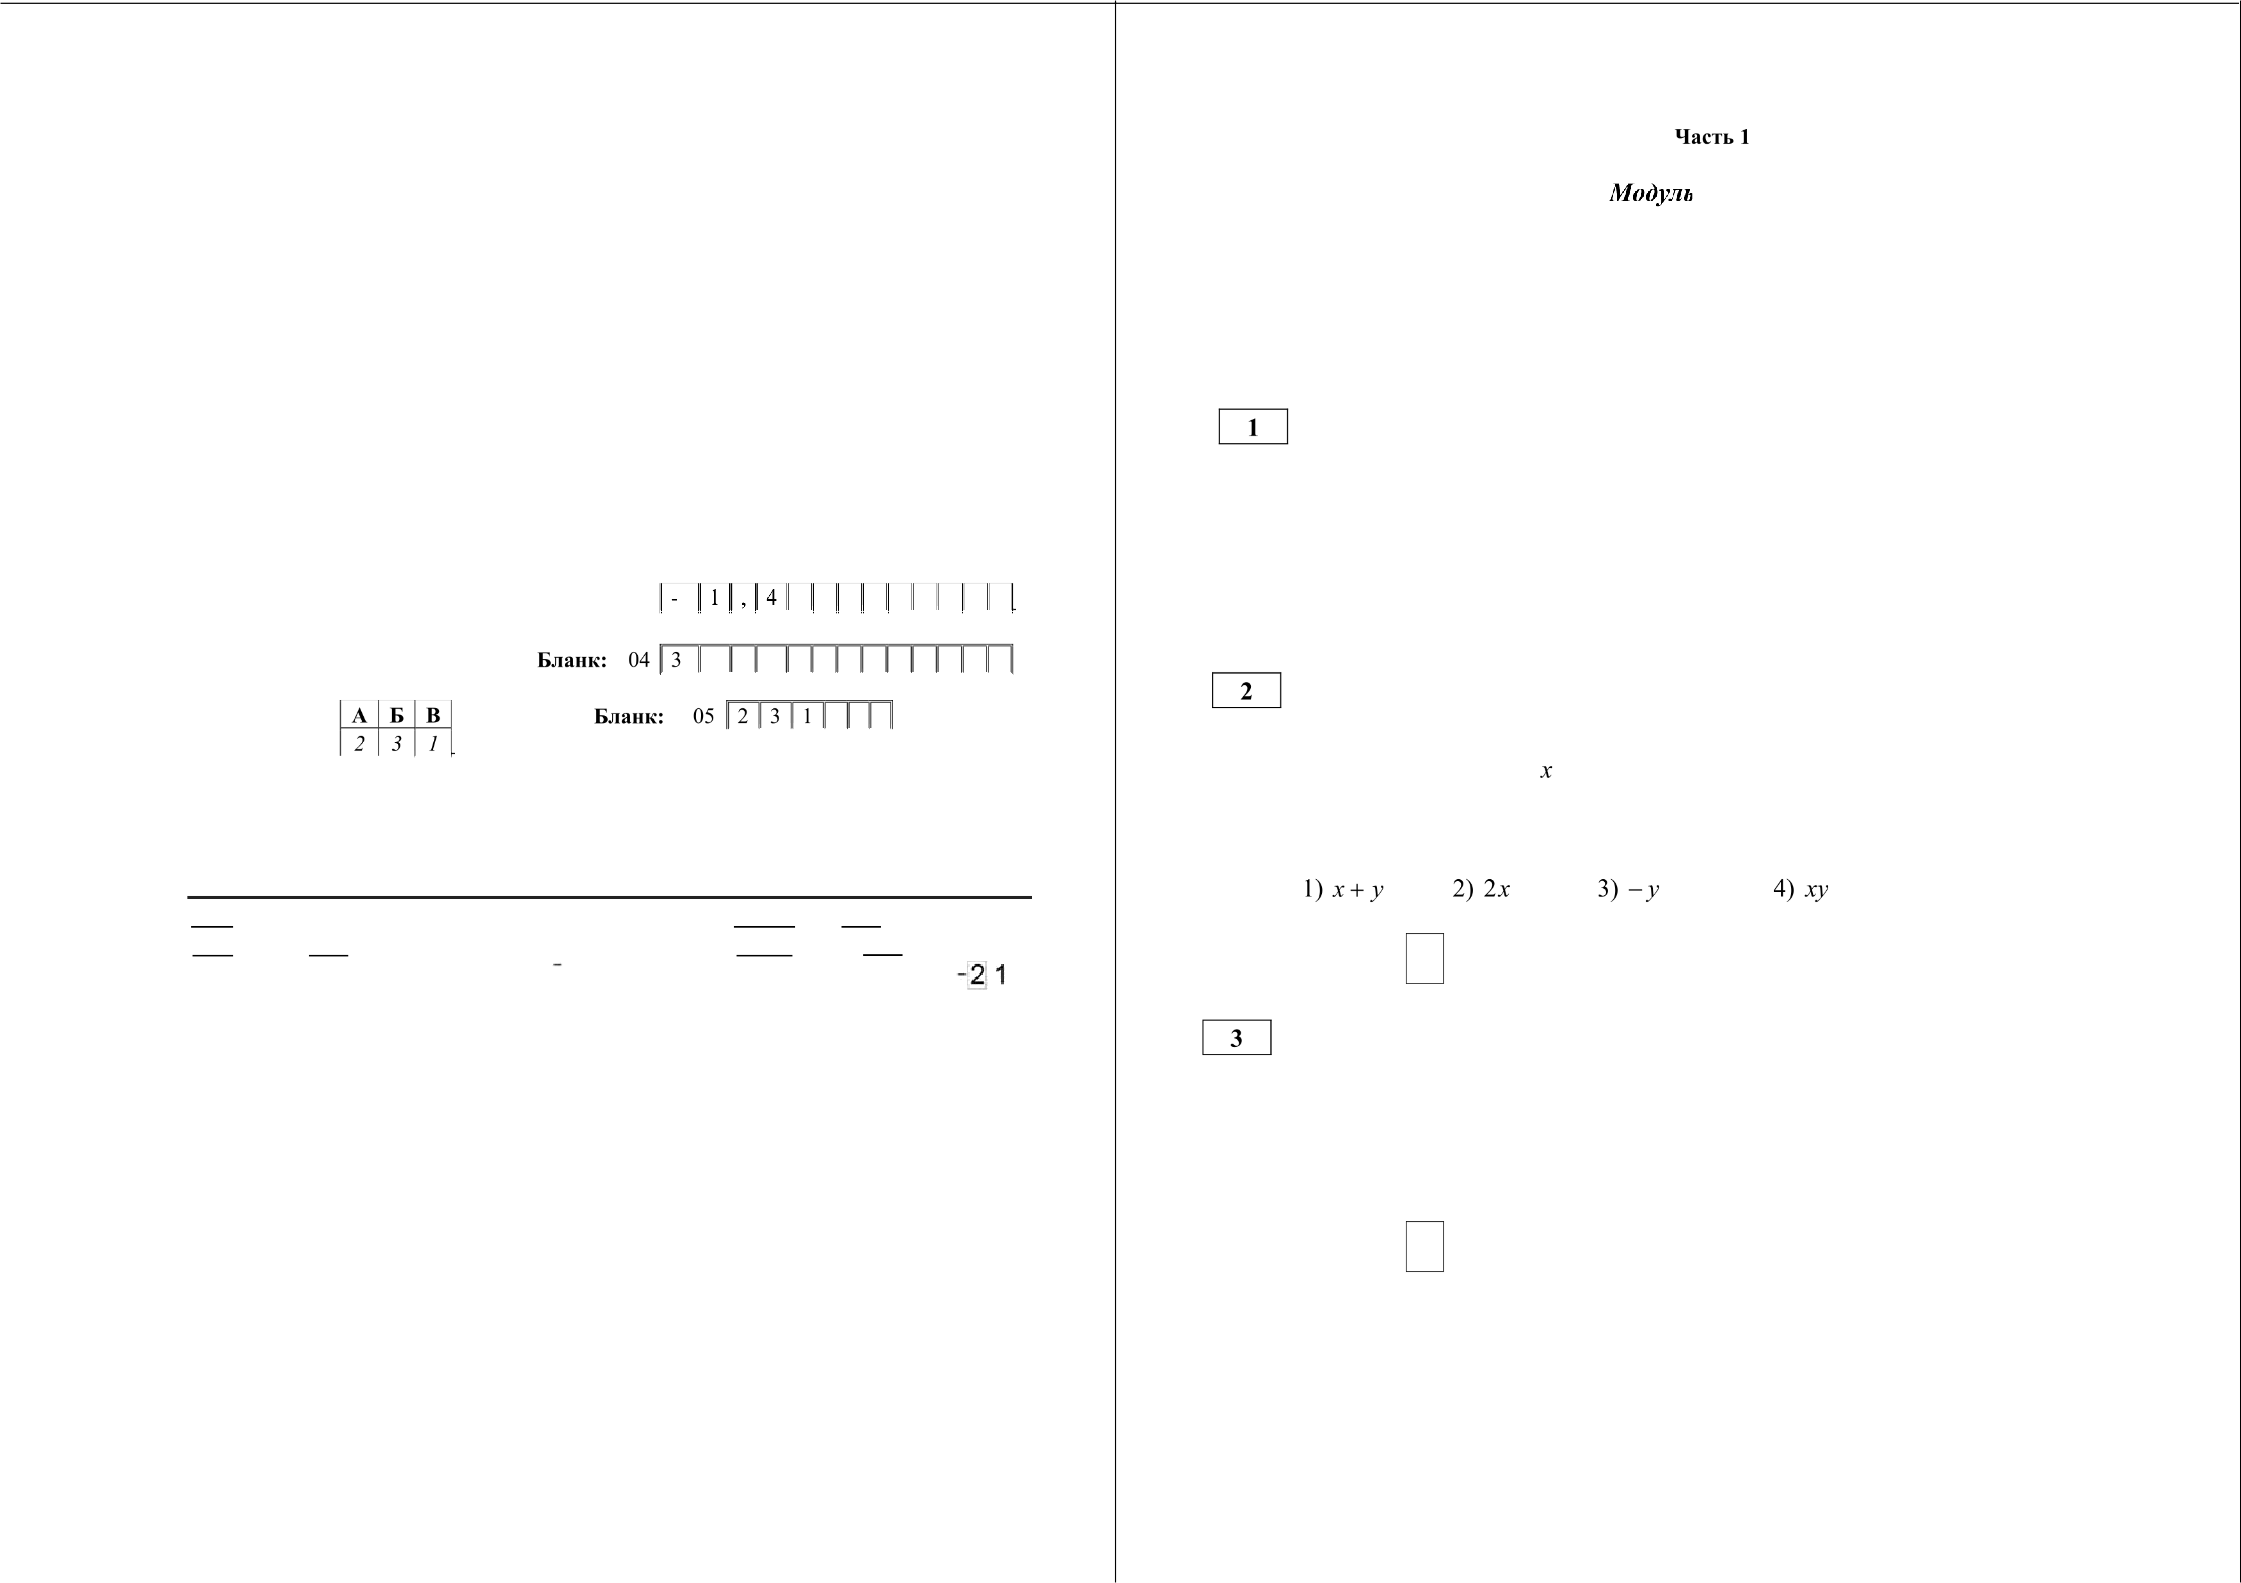 - 1 , 4
Бланк: 04 3
А Б В Бланк: 05 2 3 1
2 3 1
-2 1
Часть 1
Модуль
1
2
x
1) x + y 2) 2x 3) − y 4) xy
3